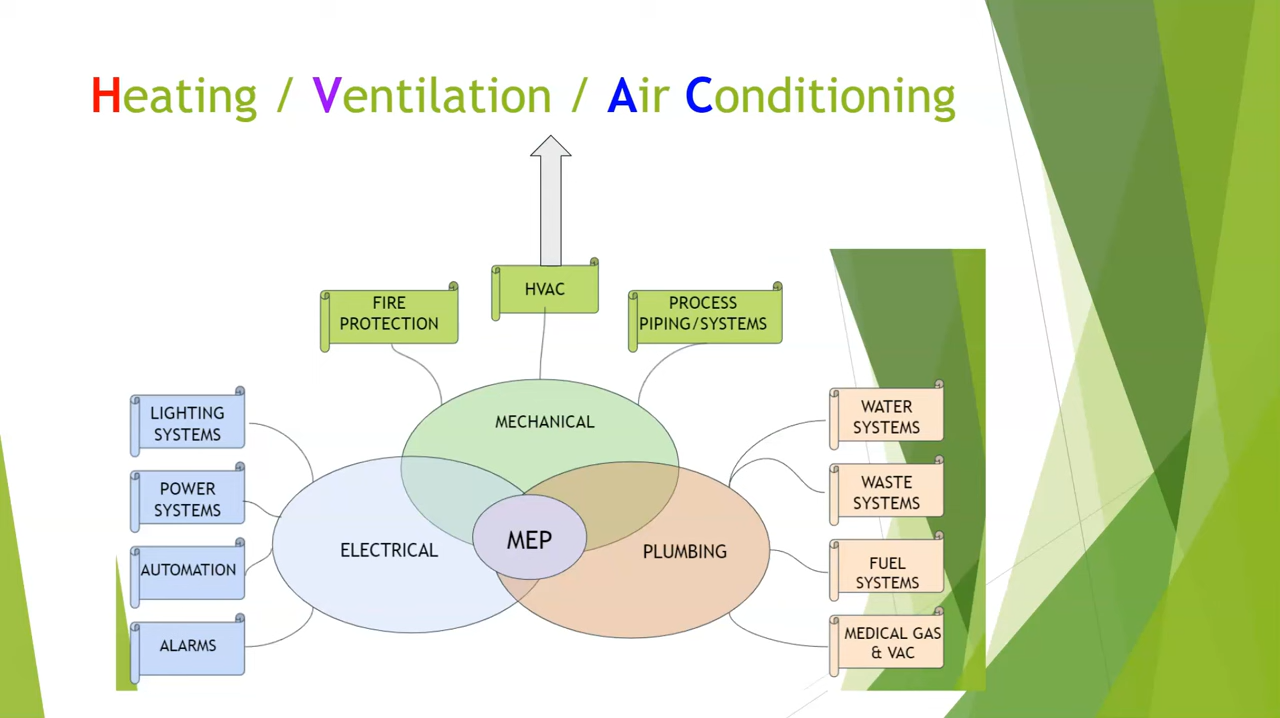 Heating / Ventilation / Air Conditioning
HVAC
FIRE
PROTECTION
PROCESS
PIPING/SYSTEMS
MECHANICAL
LIGHTING
SYSTEMS
POWER
SYSTEMS
AUTOMATION
ALARMS
ELECTRICAL
MEP
PLUMBING
WATER
SYSTEMS
WASTE
SYSTEMS
FUEL
SYSTEMS
MEDICAL GAS
& VAC